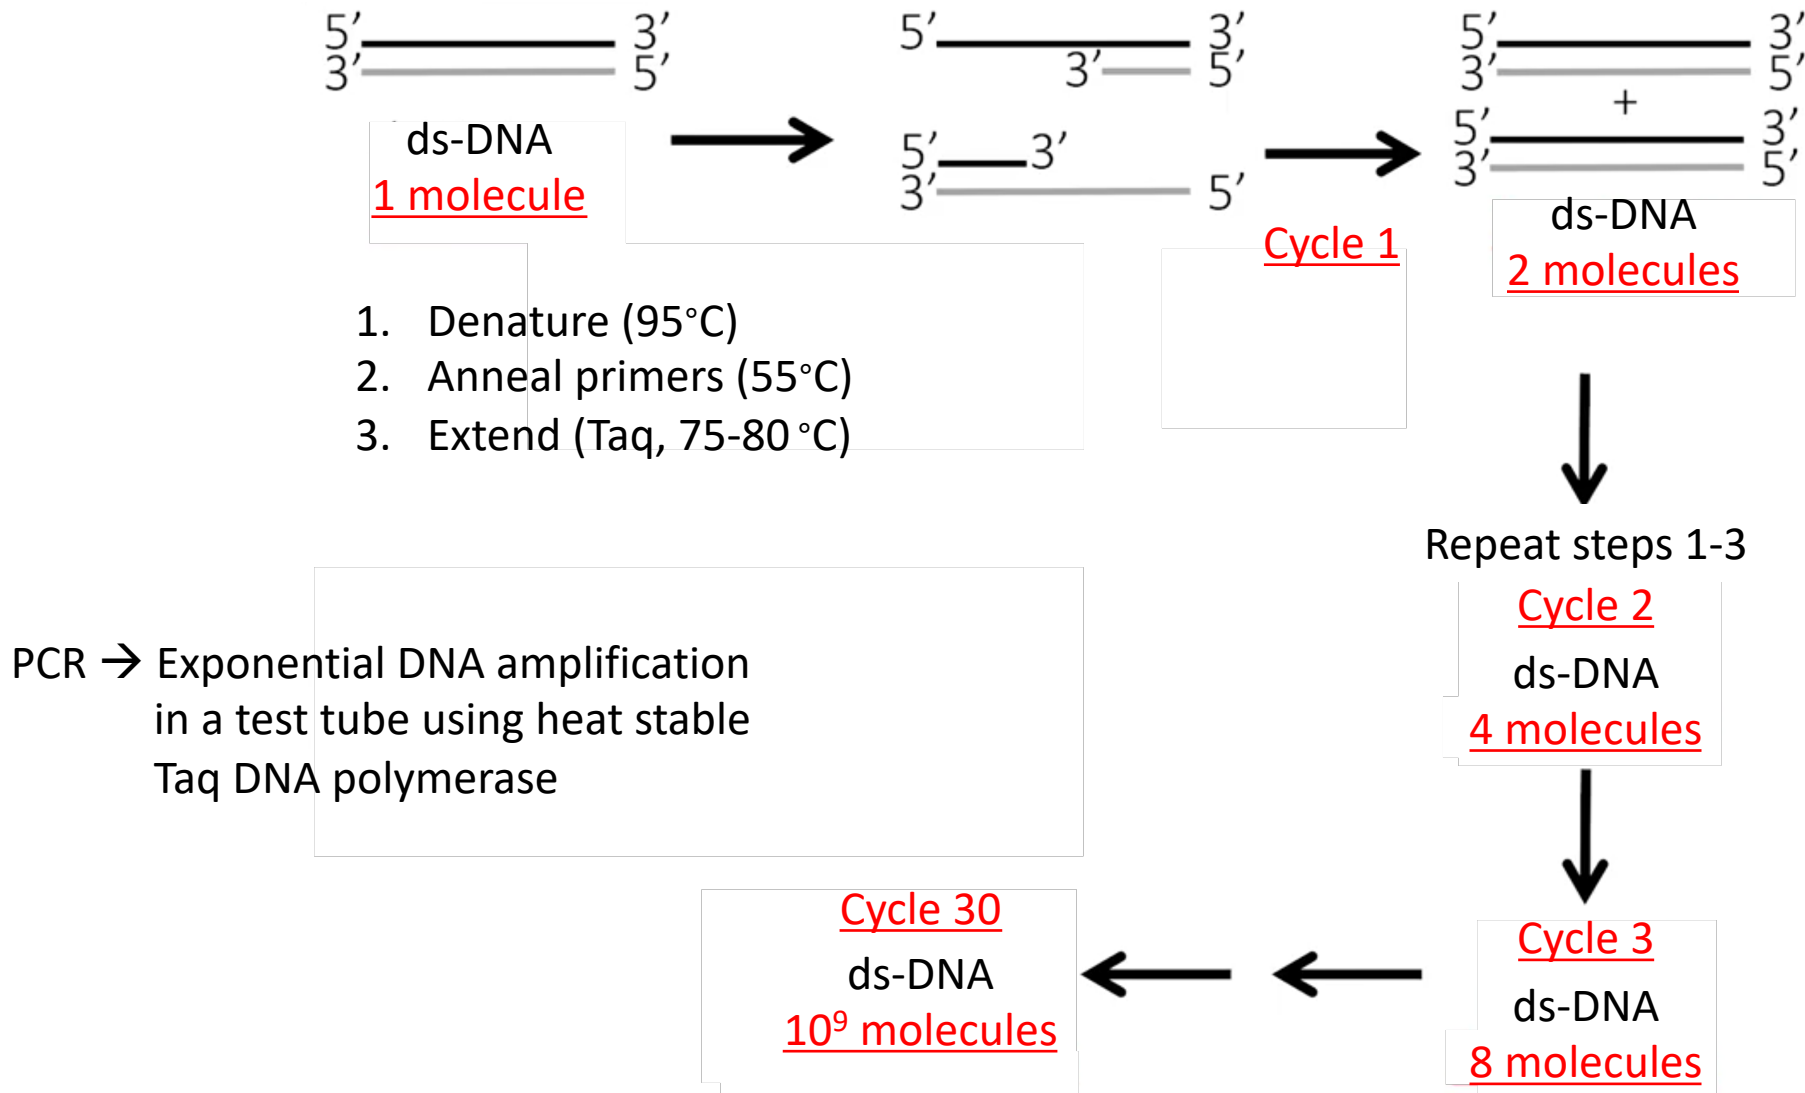 5′ 3′
3′ 5′
ds-DNA
1 molecule
5′ 3′
3′ 5′
5′ 3′
3′ 5′
Cycle 1
5′ 3′
3′ 5′
+
5′ 3′
3′ 5′
ds-DNA
2 molecules
1. Denature (95°C)
2. Anneal primers (55°C)
3. Extend (Taq, 75-80 °C)
Repeat steps 1-3
Cycle 2
ds-DNA
4 molecules
PCR → Exponential DNA amplification
in a test tube using heat stable
Taq DNA polymerase
Cycle 3
ds-DNA
8 molecules
Cycle 30
ds-DNA
10⁹ molecules